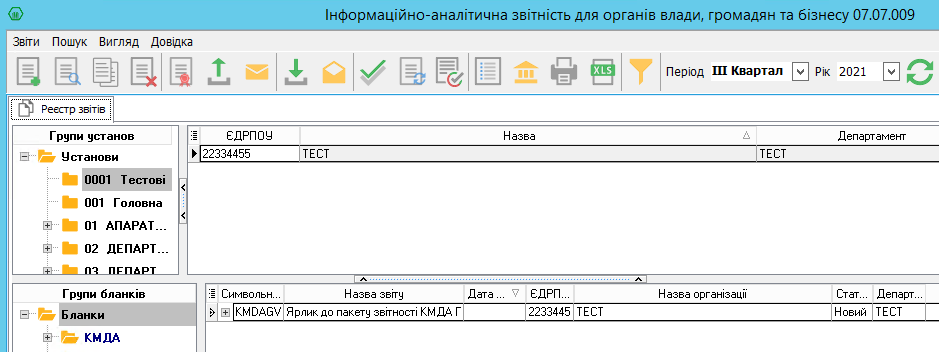 Інформаційно-аналітична звітність для органів влади, громадян та бізнесу 07.07.009
Звіти Пошук Вигляд Довідка
XLS Період III Квартал Рік 2021
Реєстр звітів
Групи установ ЄДРПОУ Назва Департамент
Установи 22334455 ТЕСТ ТЕСТ
0001 Тестові
001 Головна
01 АПАРАТ...
02 ДЕПАРТ...
03 ДЕПАРТ
Групи бланків Символьн... Назва звіту Дата ... ЄДРП... Назва організації Стат... Департ...
Бланки KMDAGV Ярлик до пакету звітності КМДА Г 2233445 ТЕСТ Новий ТЕСТ
КМДА